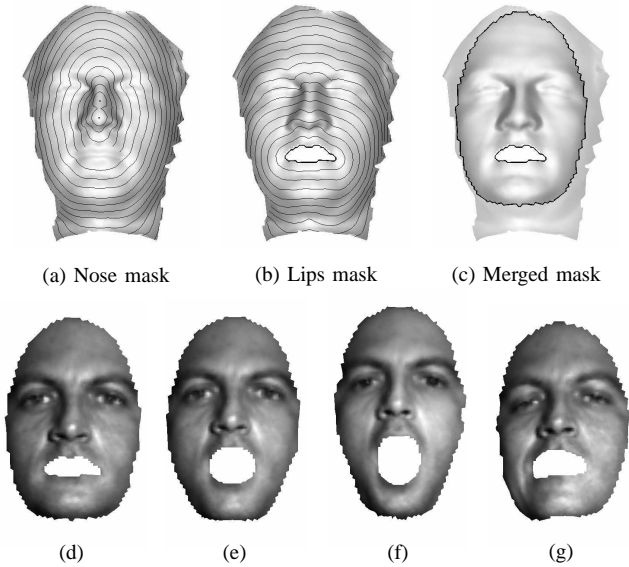 (a) Nose mask
(b) Lips mask
(c) Merged mask
(d)
(e)
(f)
(g)